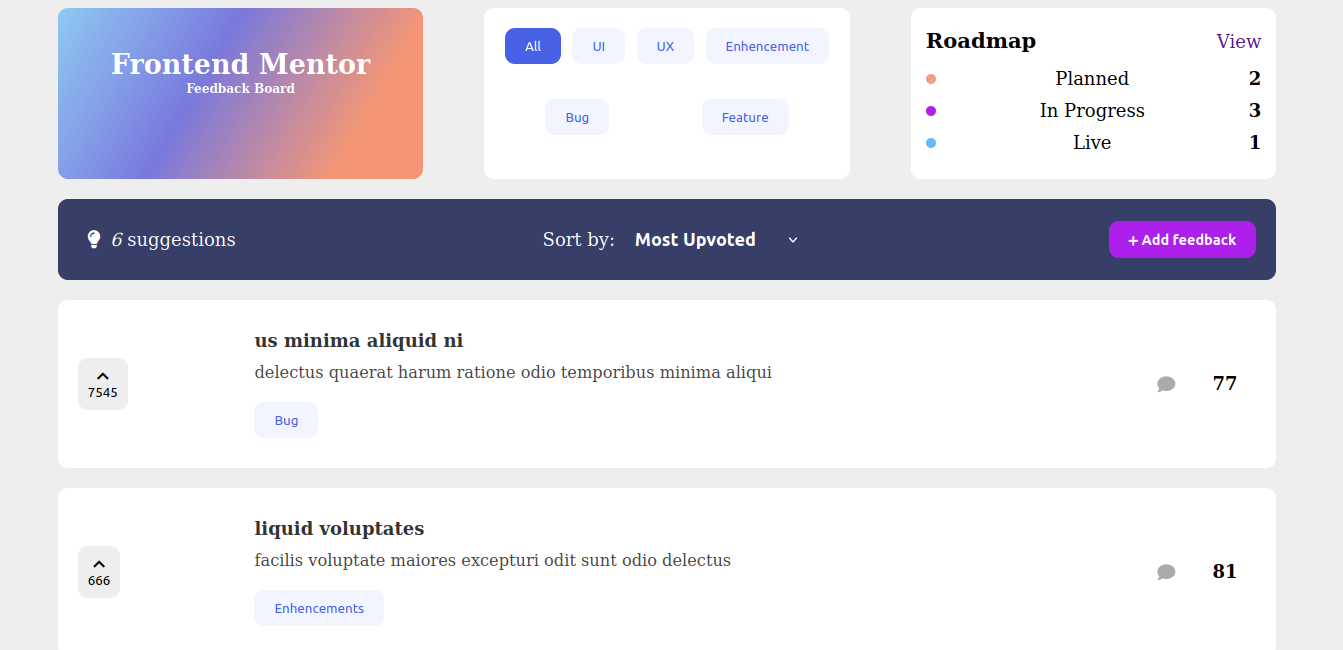 Frontend Mentor
Feedback Board
All UI UX Enhencement
Bug Feature
Roadmap View
Planned 2
In Progress 3
Live 1
6 suggestions Sort by: Most Upvoted + Add feedback
us minima aliquid ni
delectus quaerat harum ratione odio temporibus minima aliqui
7545
77
Bug
liquid voluptates
facilis voluptate maiores excepturi odit sunt odio delectus
666
81
Enhencements